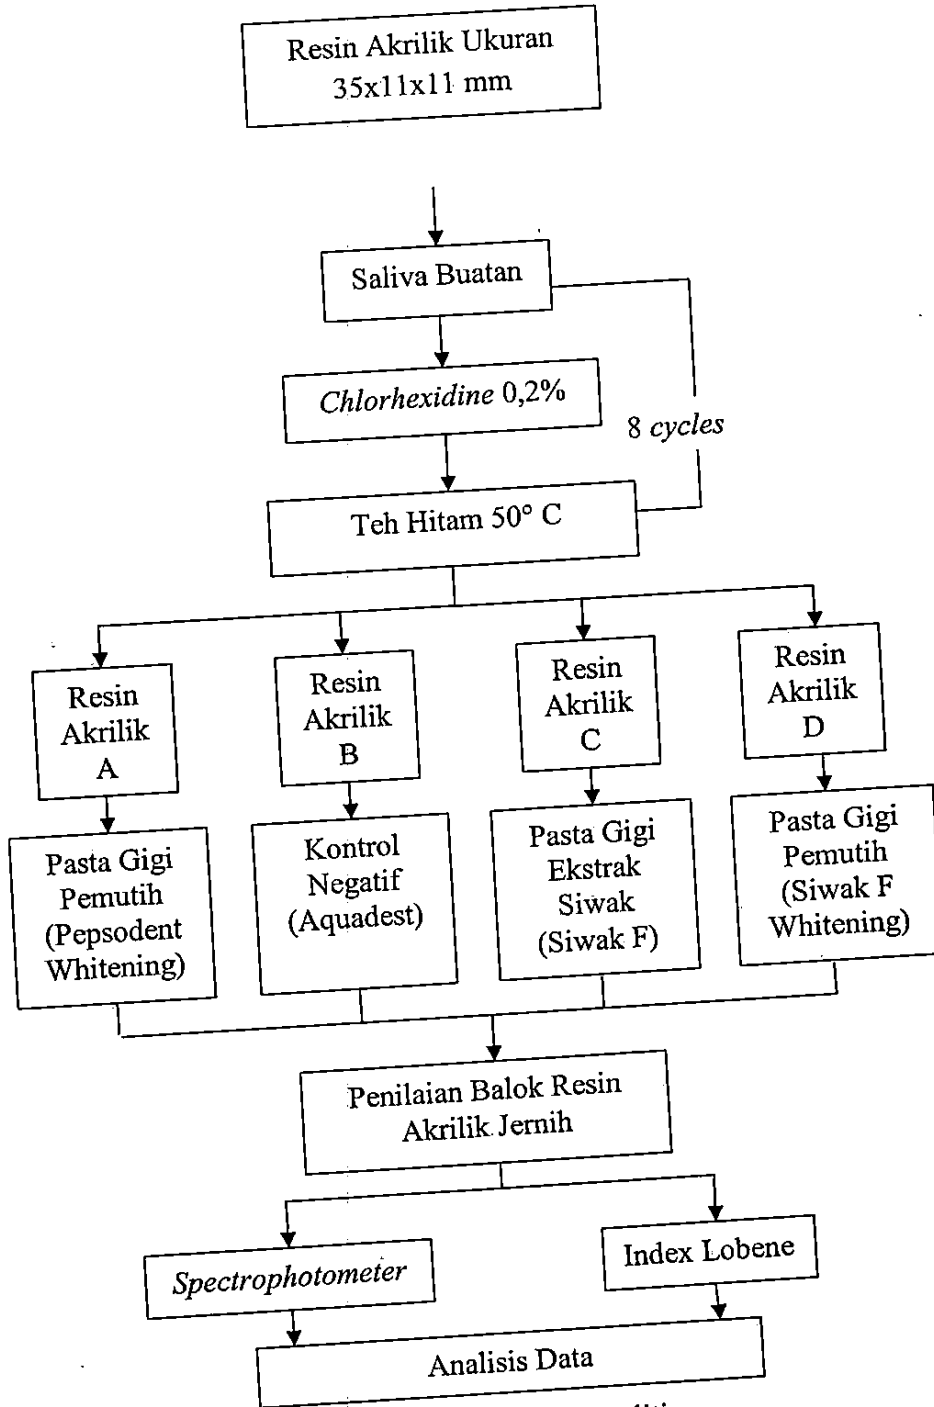 Resin Akrilik Ukuran
35x11x11 mm
Saliva Buatan
Chlorhexidine 0,2%
8 cycles
Teh Hitam 50° C
Resin
Akrilik
A
Resin
Akrilik
B
Resin
Akrilik
C
Resin
Akrilik
D
Pasta Gigi
Pemutih
(Pepsodent
Whitening)
Kontrol
Negatif
(Aquadest)
Pasta Gigi
Ekstrak
Siwak
(Siwak F)
Pasta Gigi
Pemutih
(Siwak F
Whitening)
Penilaian Balok Resin
Akrilik Jernih
Spectrophotometer
Index Lobene
Analisis Data